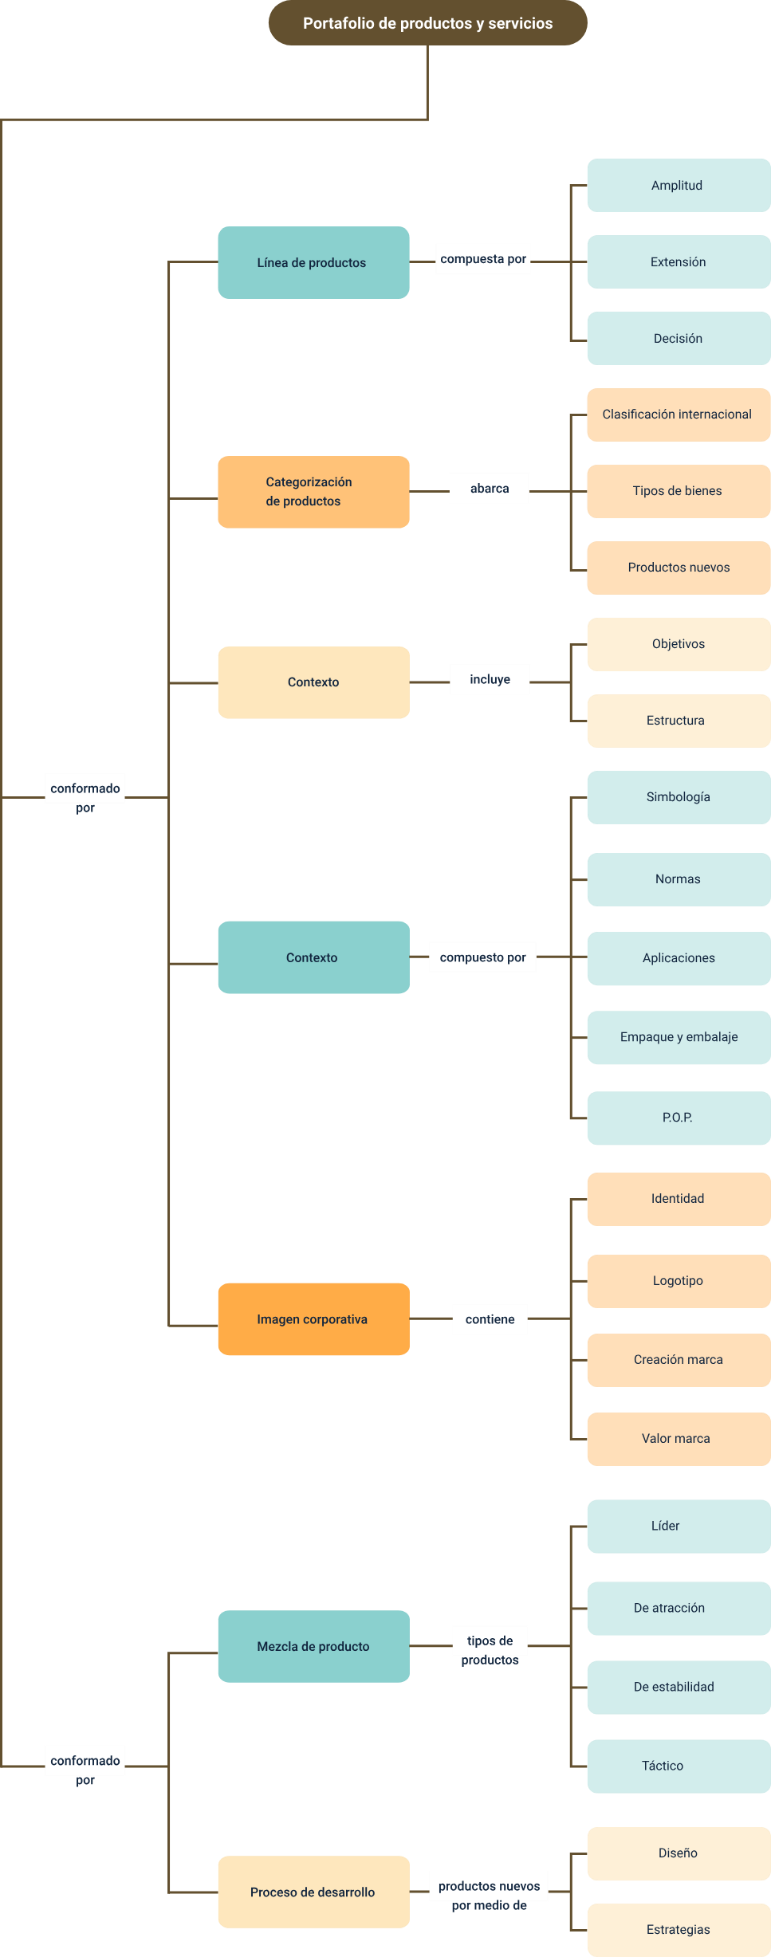 Portafolio de productos y servicios
Línea de productos
compuesta por
Amplitud
Extensión
Decisión
Categorización
de productos
abarca
Clasificación internacional
Tipos de bienes
Productos nuevos
Contexto
incluye
Objetivos
Estructura
conformado
por
Contexto
compuesto por
Simbología
Normas
Aplicaciones
Empaque y embalaje
P.O.P.
Imagen corporativa
contiene
Identidad
Logotipo
Creación marca
Valor marca
Mezcla de producto
tipos de
productos
Líder
De atracción
De estabilidad
Táctico
conformado
por
Proceso de desarrollo
productos nuevos
por medio de
Diseño
Estrategias